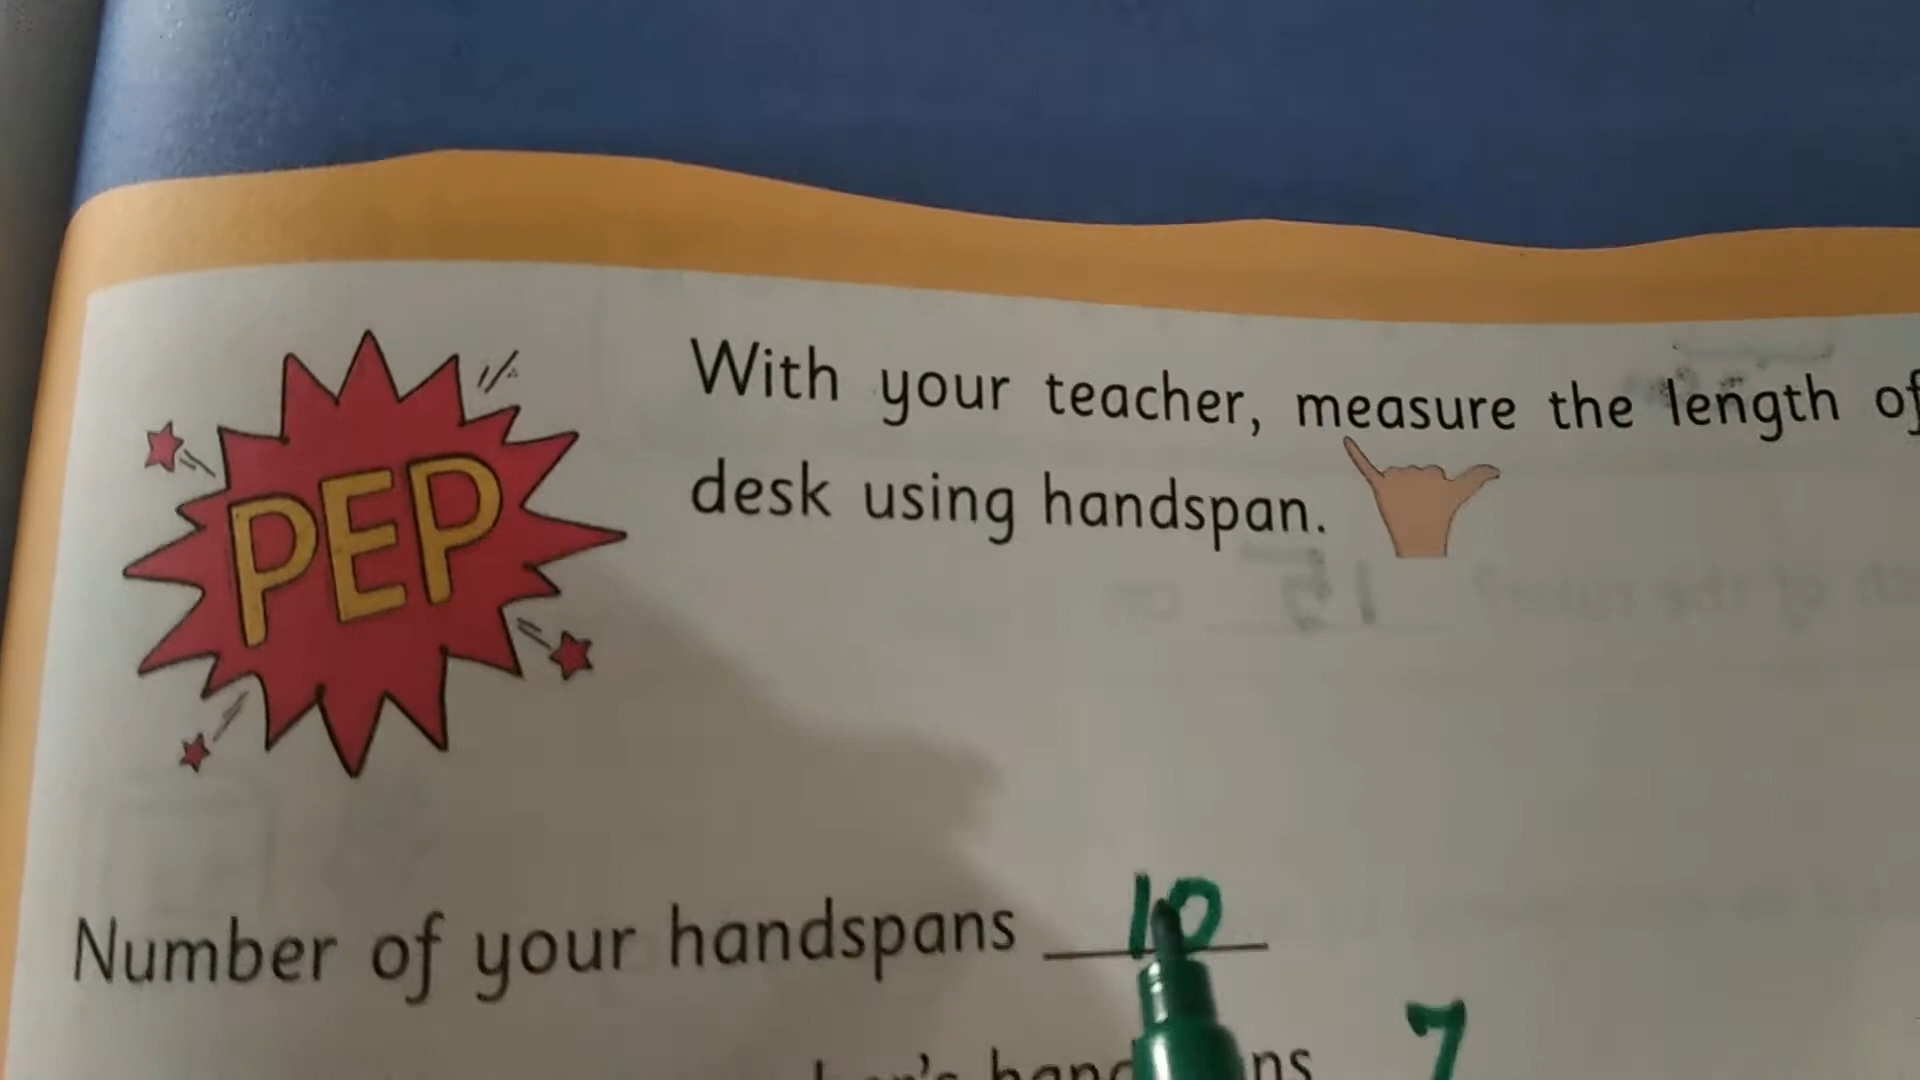 With your teacher, measure the length of
desk using handspan.
PEP
Number of your handspans 10
7